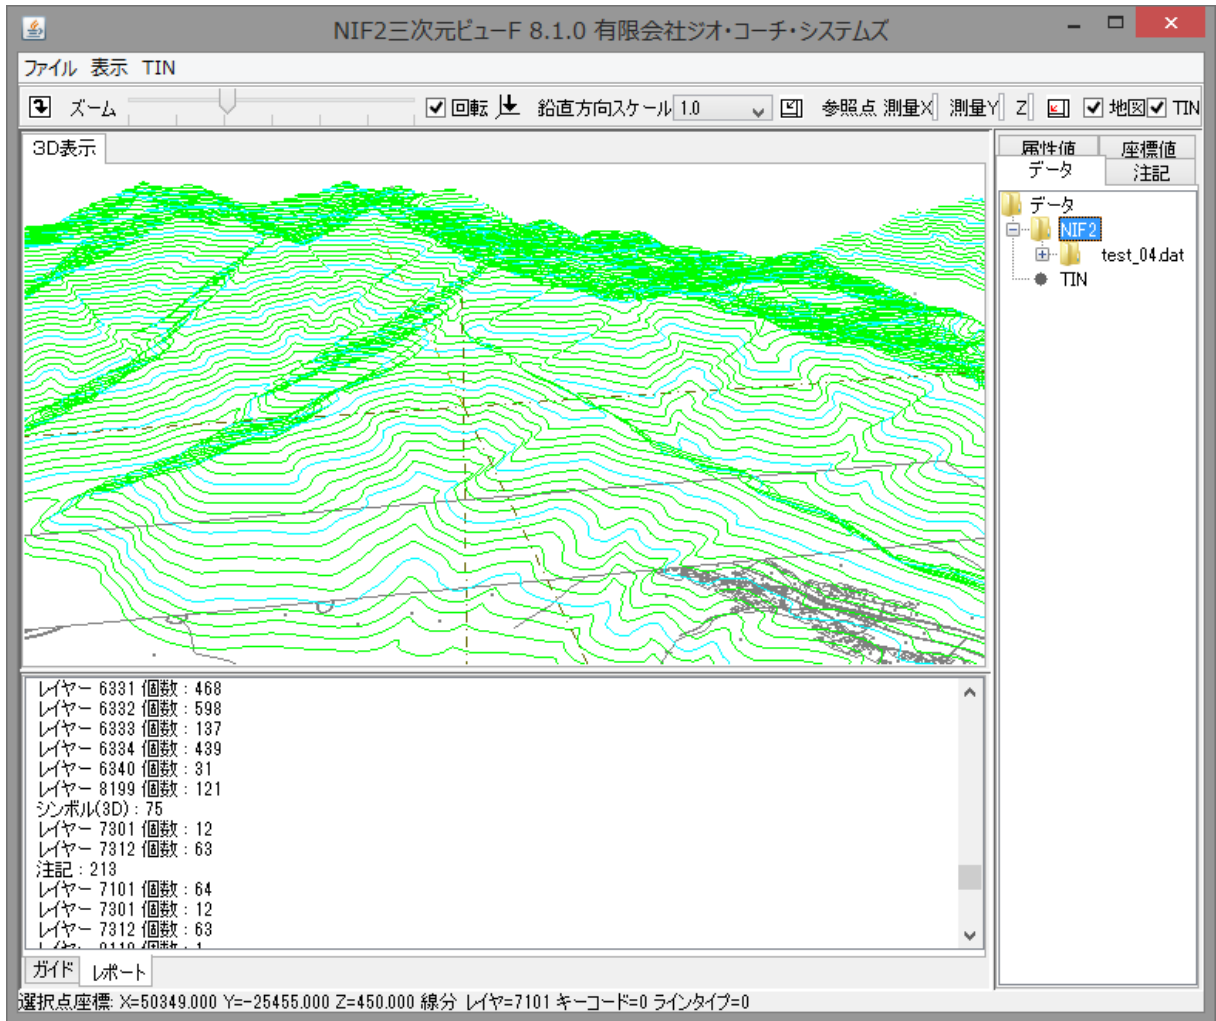 NIF2三次元ビューF 8.1.0 有限会社ジオ・コーチ・システムズ
ファイル 表示 TIN
ズーム 回転 鉛直方向スケール 1.0 参照点 測量X 測量Y Z 地図 TIN
3D表示
属性値 座標値
データ 注記
データ
NIF2
test_04.dat
TIN
レイヤー 6331 個数 : 468
レイヤー 6332 個数 : 598
レイヤー 6333 個数 : 137
レイヤー 6334 個数 : 439
レイヤー 6340 個数 : 31
レイヤー 8199 個数 : 121
シンボル(3D) : 75
レイヤー 7301 個数 : 12
レイヤー 7312 個数 : 63
注記 : 213
レイヤー 7101 個数 : 64
レイヤー 7301 個数 : 12
レイヤー 7312 個数 : 63
ガイド レポート
選択点座標: X=50349.000 Y=-25455.000 Z=450.000 線分 レイヤ=7101 キーコード=0 ラインタイプ=0